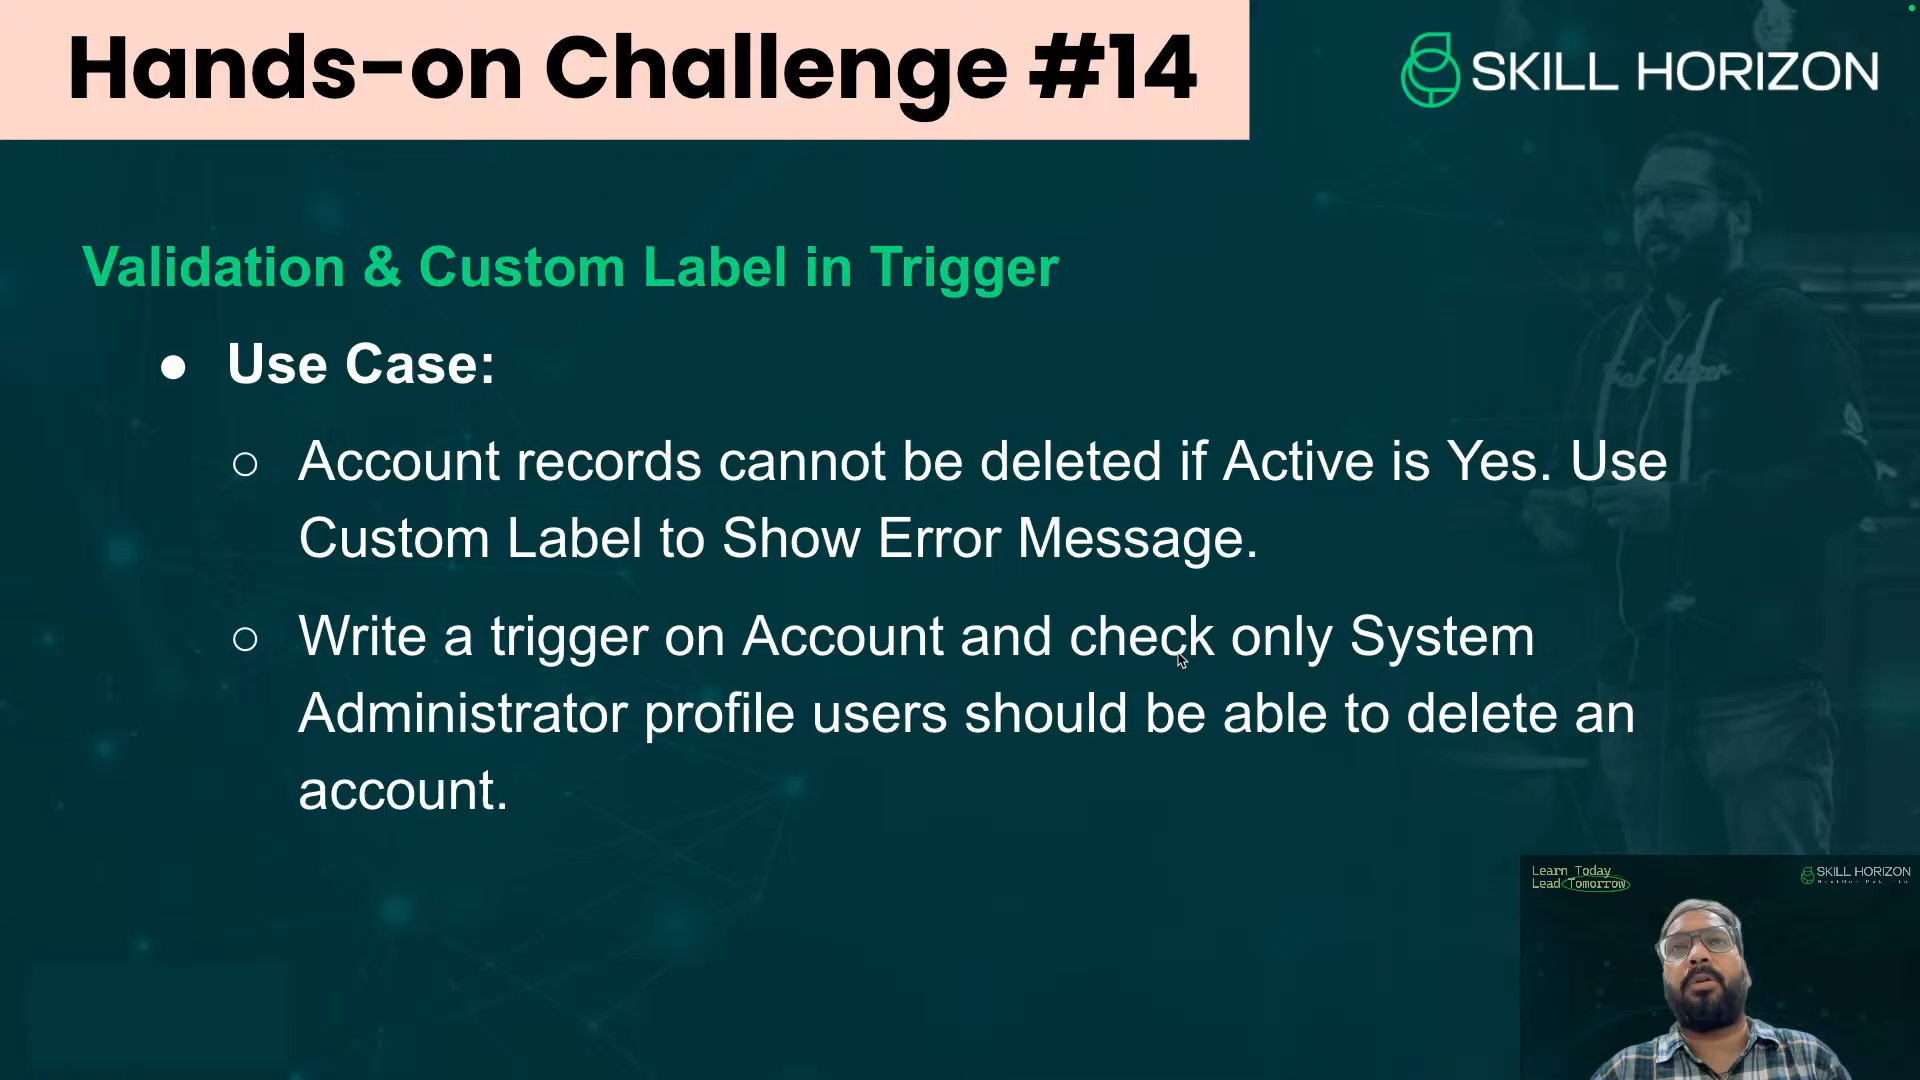 Hands-on Challenge #14
SKILL HORIZON
Validation & Custom Label in Trigger
● Use Case:
○ Account records cannot be deleted if Active is Yes. Use
Custom Label to Show Error Message.
○ Write a trigger on Account and check only System
Administrator profile users should be able to delete an
account.
Learn Today
Lead Tomorrow
SKILL HORIZON